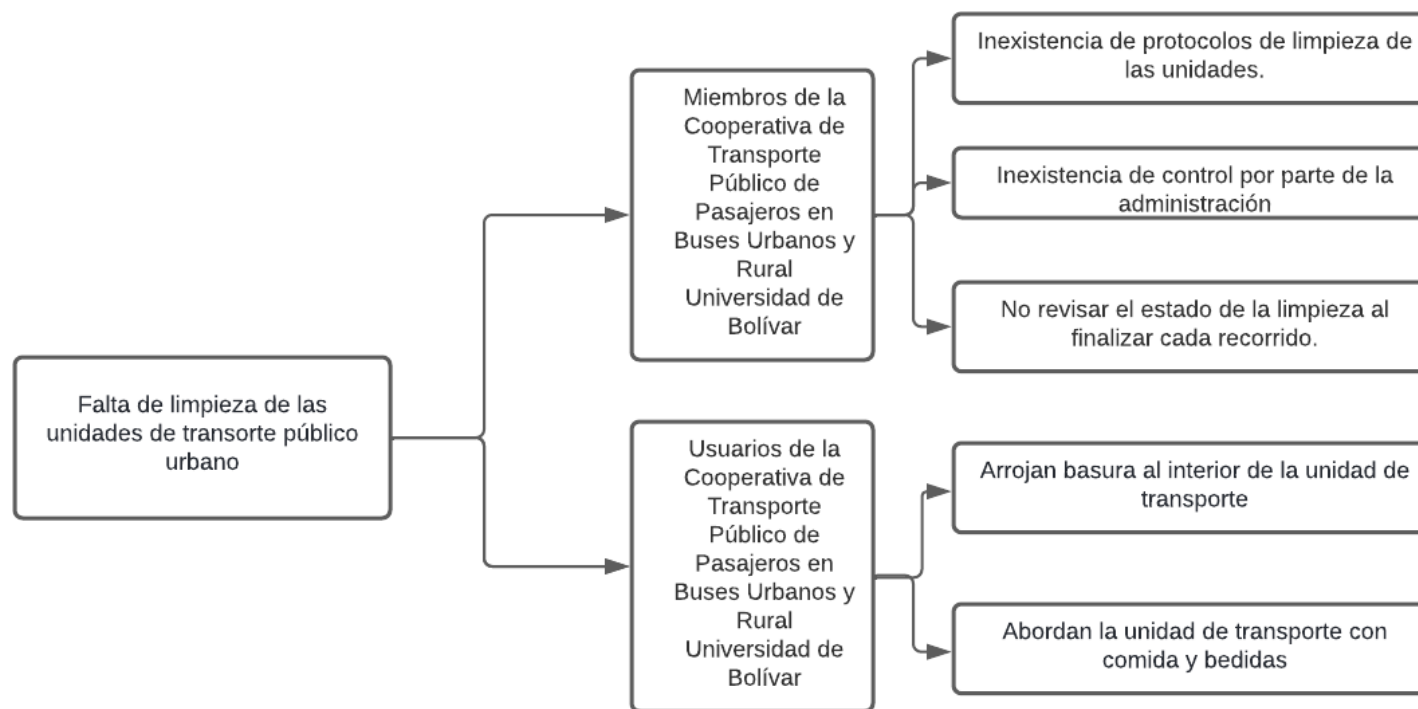 Falta de limpieza de las
unidades de transorte público
urbano
Miembros de la
Cooperativa de
Transporte
Público de
Pasajeros en
Buses Urbanos y
Rural
Universidad de
Bolívar
Inexistencia de protocolos de limpieza de
las unidades.
Inexistencia de control por parte de la
administración
No revisar el estado de la limpieza al
finalizar cada recorrido.
Usuarios de la
Cooperativa de
Transporte
Público de
Pasajeros en
Buses Urbanos y
Rural
Universidad de
Bolívar
Arrojan basura al interior de la unidad de
transporte
Abordan la unidad de transporte con
comida y bedidas